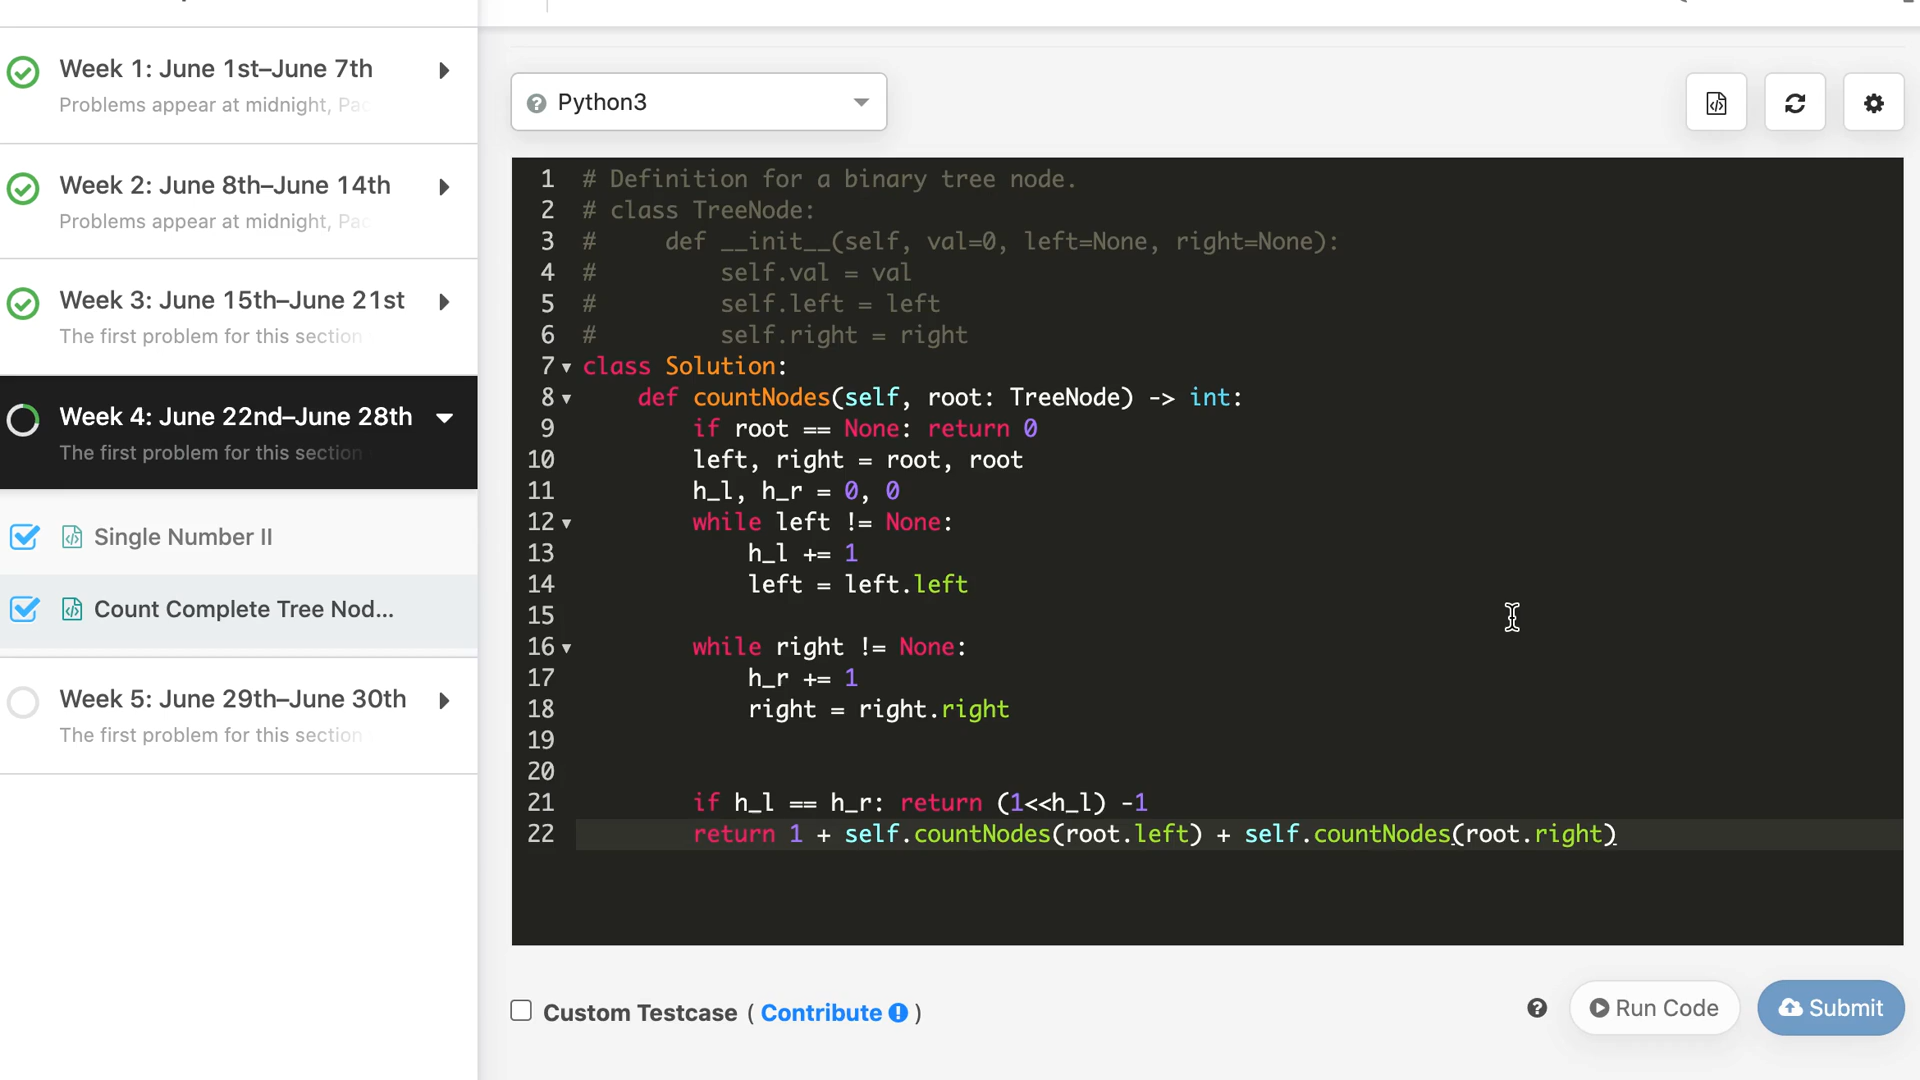 Week 1: June 1st–June 7th
Problems appear at midnight, Pac
Week 2: June 8th–June 14th
Problems appear at midnight, Pac
Week 3: June 15th–June 21st
The first problem for this section
Week 4: June 22nd–June 28th
The first problem for this section
Single Number II
Count Complete Tree Nod...
Week 5: June 29th–June 30th
The first problem for this section
Python3
1 # Definition for a binary tree node.
2 # class TreeNode:
3 #     def __init__(self, val=0, left=None, right=None):
4 #         self.val = val
5 #         self.left = left
6 #         self.right = right
7 class Solution:
8     def countNodes(self, root: TreeNode) -> int:
9         if root == None: return 0
10         left, right = root, root
11         h_l, h_r = 0, 0
12         while left != None:
13             h_l += 1
14             left = left.left
15
16         while right != None:
17             h_r += 1
18             right = right.right
19
20
21         if h_l == h_r: return (1<<h_l) -1
22         return 1 + self.countNodes(root.left) + self.countNodes(root.right)
Custom Testcase ( Contribute )
Run Code
Submit